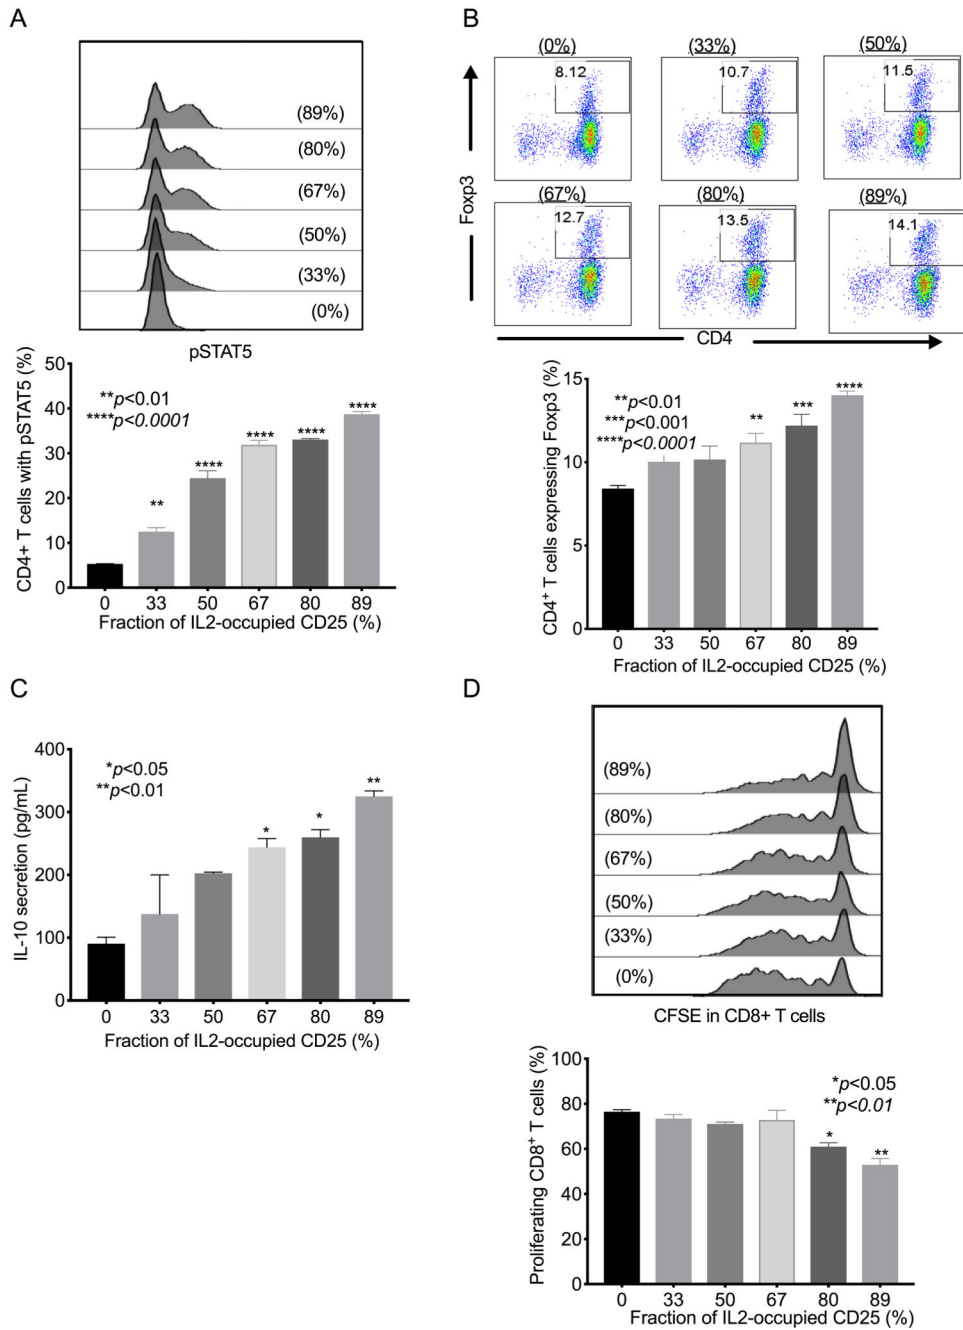 A
(89%)
(80%)
(67%)
(50%)
(33%)
(0%)
pSTAT5
CD4+ T cells with pSTAT5 (%)
50
40
30
20
10
0
**p<0.01
****p<0.0001
**
****
****
****
****
0 33 50 67 80 89
Fraction of IL2-occupied CD25 (%)
B
(0%) (33%) (50%)
8.12 10.7 11.5
(67%) (80%) (89%)
12.7 13.5 14.1
Foxp3
CD4
CD4+ T cells expressing Foxp3 (%)
15
10
5
0
**p<0.01
***p<0.001
****p<0.0001
**
***
****
0 33 50 67 80 89
Fraction of IL2-occupied CD25 (%)
C
IL-10 secretion (pg/mL)
400
300
200
100
0
*p<0.05
**p<0.01
*
*
**
0 33 50 67 80 89
Fraction of IL2-occupied CD25 (%)
D
(89%)
(80%)
(67%)
(50%)
(33%)
(0%)
CFSE in CD8+ T cells
Proliferating CD8+ T cells (%)
100
80
60
40
20
0
*p<0.05
**p<0.01
*
**
0 33 50 67 80 89
Fraction of IL2-occupied CD25 (%)